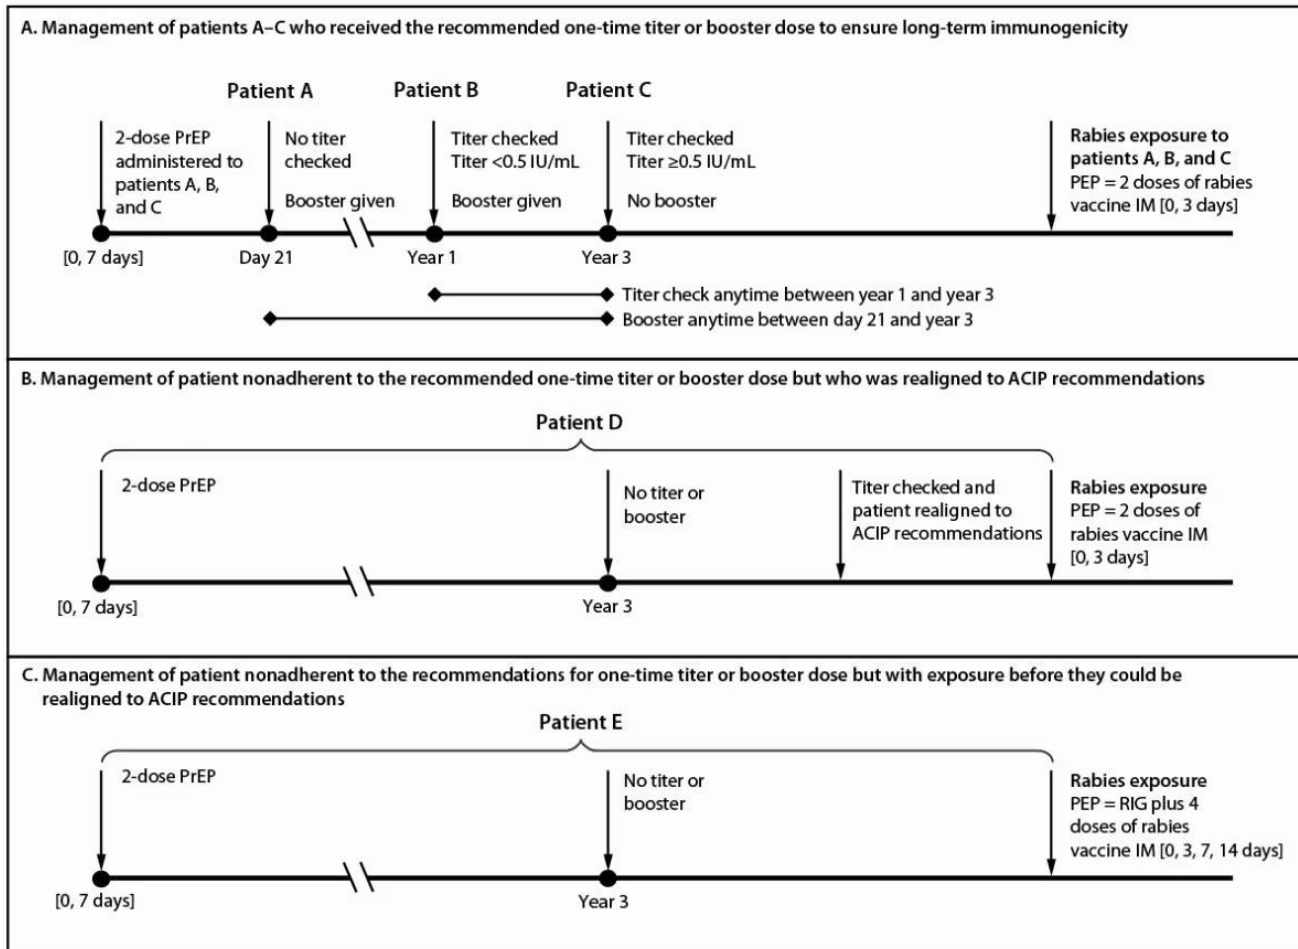 A. Management of patients A–C who received the recommended one-time titer or booster dose to ensure long-term immunogenicity
Patient A
Patient B
Patient C
2-dose PrEP
administered to
patients A, B,
and C
No titer
checked
Booster given
Titer checked
Titer <0.5 IU/mL
Booster given
Titer checked
Titer ≥0.5 IU/mL
No booster
Rabies exposure to
patients A, B, and C
PEP = 2 doses of rabies
vaccine IM [0, 3 days]
[0, 7 days]
Day 21
Year 1
Year 3
Titer check anytime between year 1 and year 3
Booster anytime between day 21 and year 3
B. Management of patient nonadherent to the recommended one-time titer or booster dose but who was realigned to ACIP recommendations
Patient D
2-dose PrEP
No titer or
booster
Titer checked and
patient realigned to
ACIP recommendations
Rabies exposure
PEP = 2 doses of
rabies vaccine IM
[0, 3 days]
[0, 7 days]
Year 3
C. Management of patient nonadherent to the recommendations for one-time titer or booster dose but with exposure before they could be
realigned to ACIP recommendations
Patient E
2-dose PrEP
No titer or
booster
Rabies exposure
PEP = RIG plus 4
doses of rabies
vaccine IM [0, 3, 7, 14 days]
[0, 7 days]
Year 3